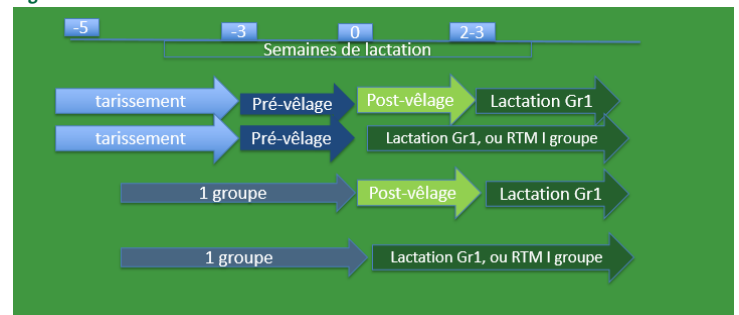 -5
-3
0
2-3
Semaines de lactation
tarissement
Pré-vêlage
Post-vêlage
Lactation Gr1
tarissement
Pré-vêlage
Lactation Gr1, ou RTM I groupe
1 groupe
Post-vêlage
Lactation Gr1
1 groupe
Lactation Gr1, ou RTM I groupe